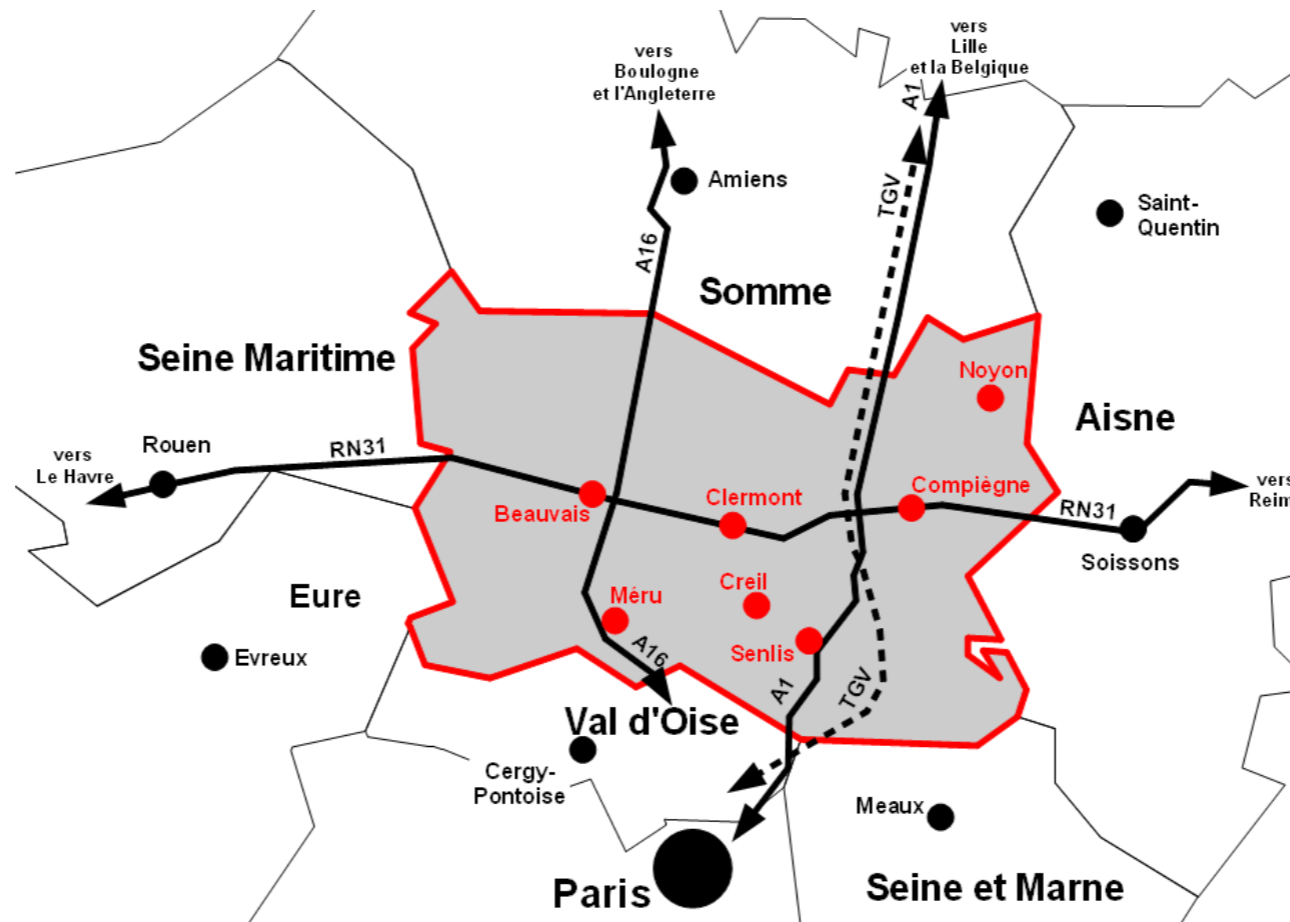 vers
Lille
et la Belgique
vers
Boulogne
et l'Angleterre
A1
TGV
Amiens
Saint-
Quentin
A16
Somme
Seine Maritime
Noyon
Aisne
Rouen
vers
Le Havre
RN31
Beauvais
Clermont
Compiègne
RN31
vers
Reim
Soissons
Eure
Méru
Creil
Senlis
Evreux
A16
A1
TGV
Val d'Oise
Cergy-
Pontoise
Meaux
Paris
Seine et Marne